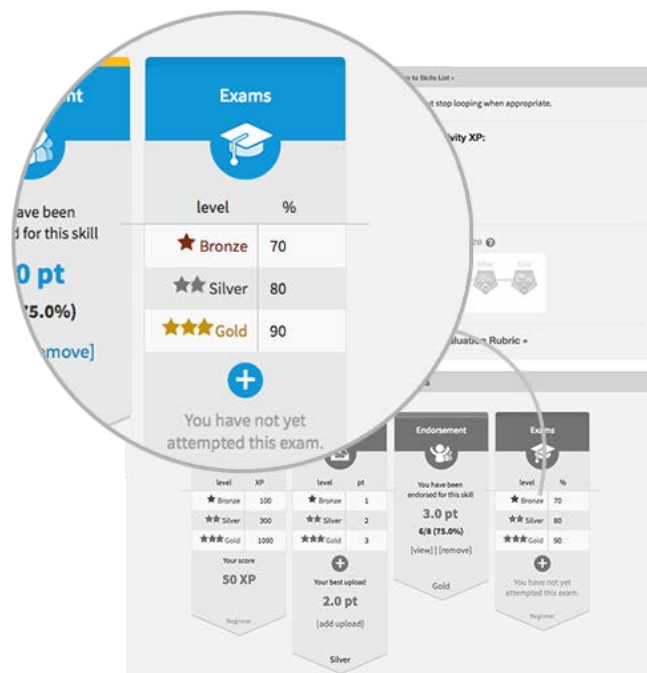 Exams
level %
Bronze 70
Silver 80
Gold 90
You have not yet
attempted this exam.
ave been
for this skill
0 pt
75.0%)
emove]
to Skills List »
stop looping when appropriate.
XP:
Silver Gold
Rubric »
Endorsement
Exams
level XP
Bronze 100
Silver 300
Gold 1000
Your score
50 XP
Beginner
level pt
Bronze 1
Silver 2
Gold 3
Your best upload
2.0 pt
[add upload]
Silver
You have been
endorsed for this skill
3.0 pt
6/8 (75.0%)
[view] | [remove]
Gold
level %
Bronze 70
Silver 80
Gold 90
You have not yet
attempted this exam.
Beginner